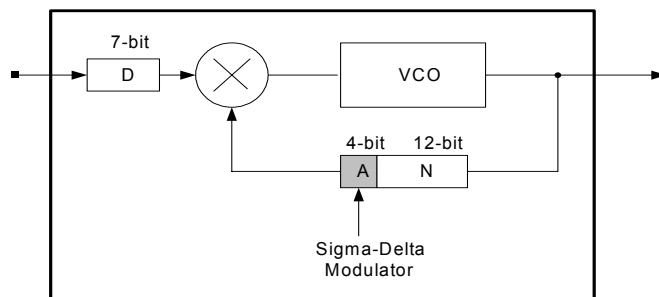 7-bit
D
VCO
4-bit 12-bit
A N
Sigma-Delta
Modulator